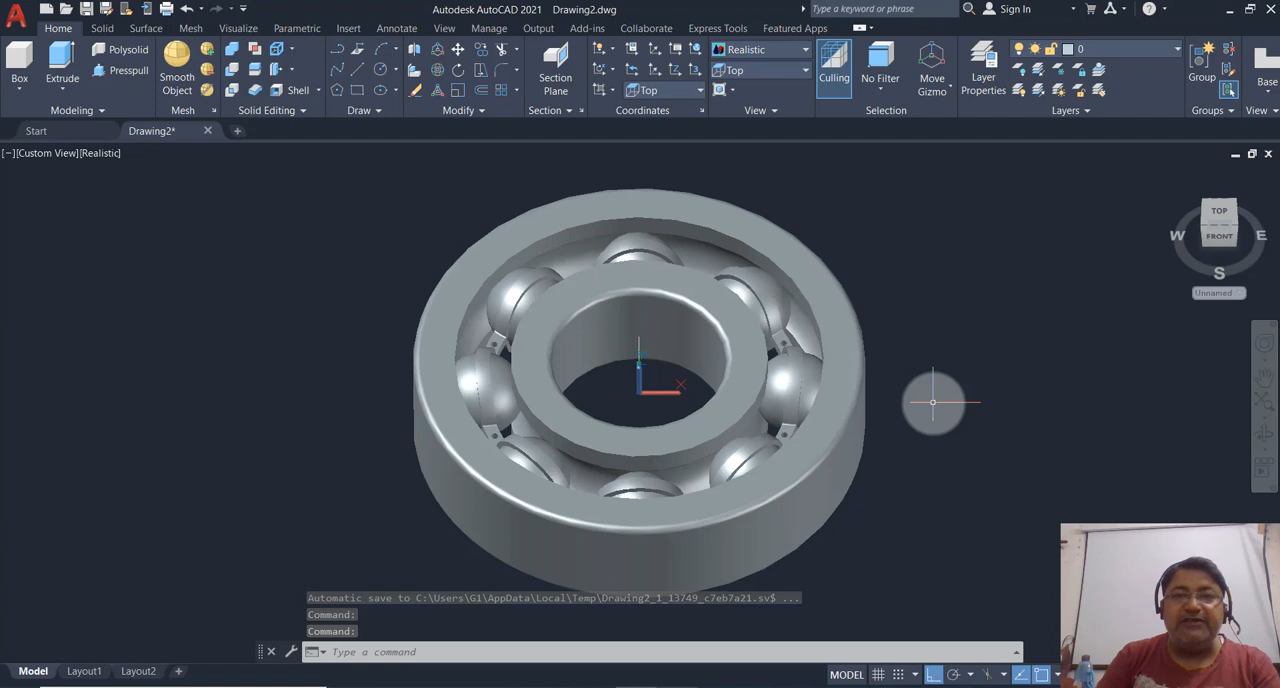 Autodesk AutoCAD 2021 Drawing2.dwg
Type a keyword or phrase
Sign In
Home Solid Surface Mesh Visualize Parametric Insert Annotate View Manage Output Add-ins Collaborate Express Tools Featured Apps
Box
Extrude
Polysolid
Presspull
Modeling
Smooth
Object
Mesh
Shell
Solid Editing
Draw
Modify
Section
Plane
Section
Top
Coordinates
Realistic
Top
View
Culling
No Filter
Move
Gizmo
Selection
Layer
Properties
0
Layers
Group
Groups
Base
View
Start
Drawing2*
[−][Custom View][Realistic]
TOP
FRONT
W
E
S
Unnamed
Automatic save to C:\Users\G1\AppData\Local\Temp\Drawing2_1_13749_c7eb7a21.sv$ ...
Command:
Command:
Type a command
Model Layout1 Layout2
MODEL